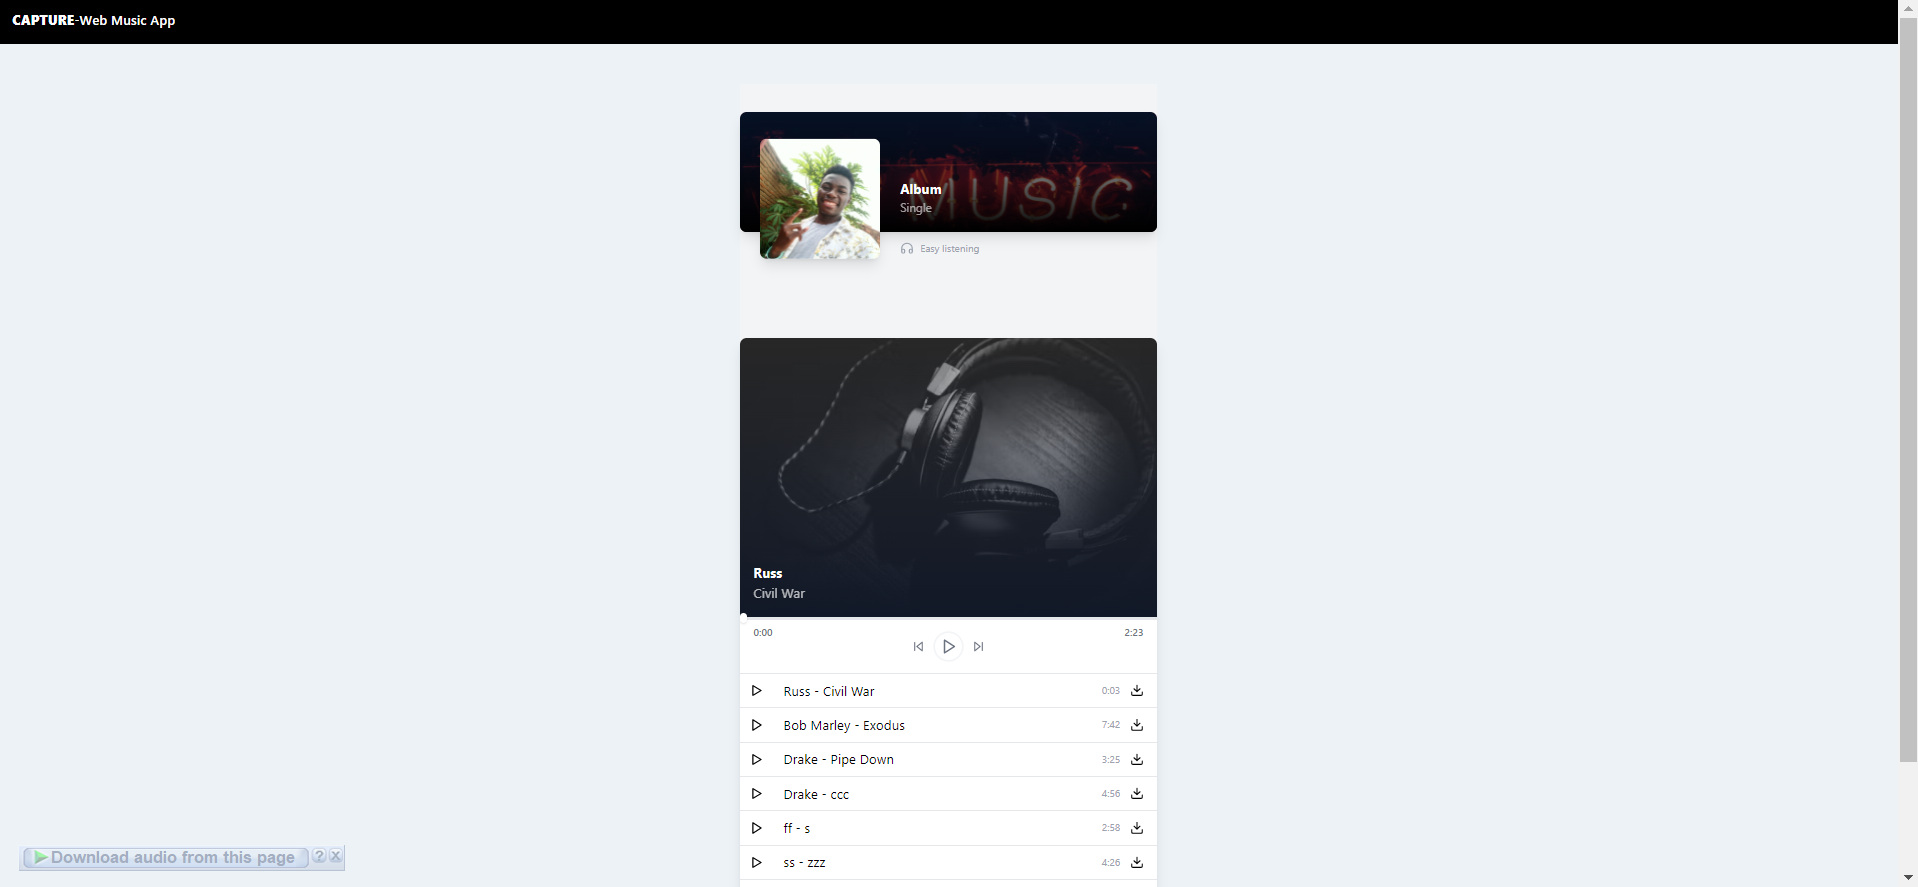 CAPTURE-Web Music App
MUSIC
Album
Single
Easy listening
Russ
Civil War
0:00 2:23
Russ - Civil War 0:03
Bob Marley - Exodus 7:42
Drake - Pipe Down 3:25
Drake - ccc 4:56
ff - s 2:58
ss - zzz 4:26
Download audio from this page ? X